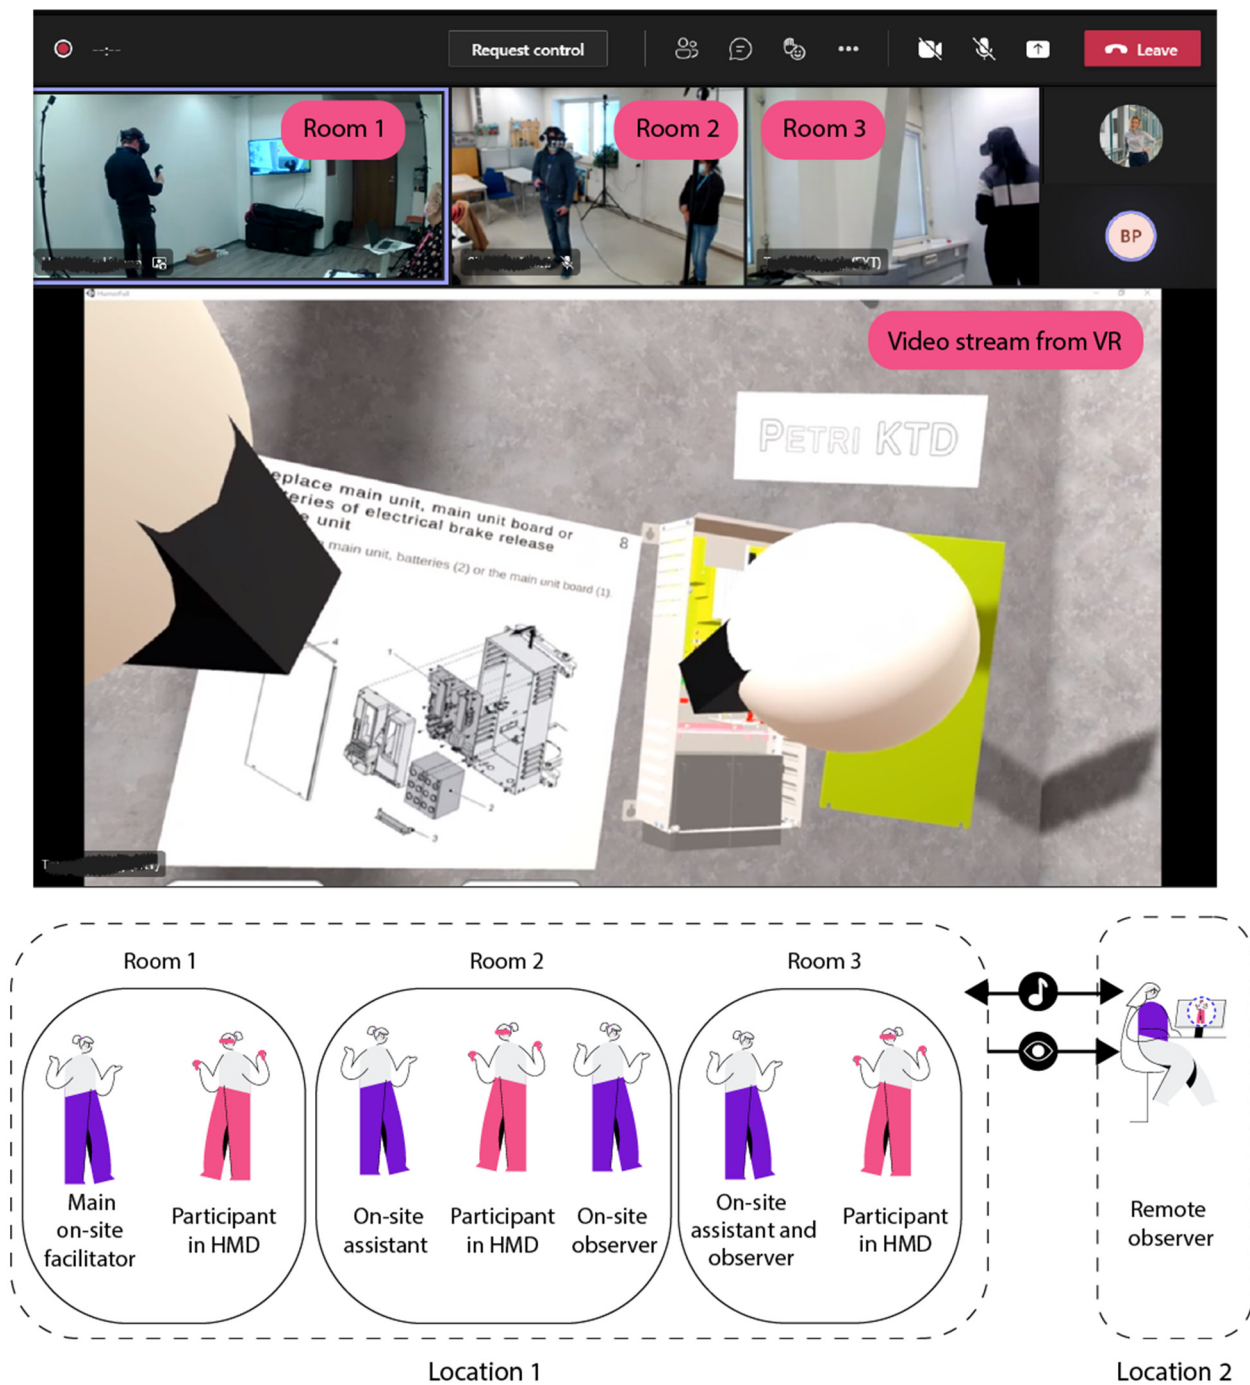 --:--
Request control
Leave
Room 1
Room 2
Room 3
BP
Video stream from VR
PETRI KTD
eplace main unit, main unit board or
eries of electrical brake release
e unit
8
main unit, batteries (2) or the main unit board (1).
4
1
2
3
Room 1
Room 2
Room 3
Main
on-site
facilitator
Participant
in HMD
On-site
assistant
Participant
in HMD
On-site
observer
On-site
assistant and
observer
Participant
in HMD
Remote
observer
Location 1
Location 2